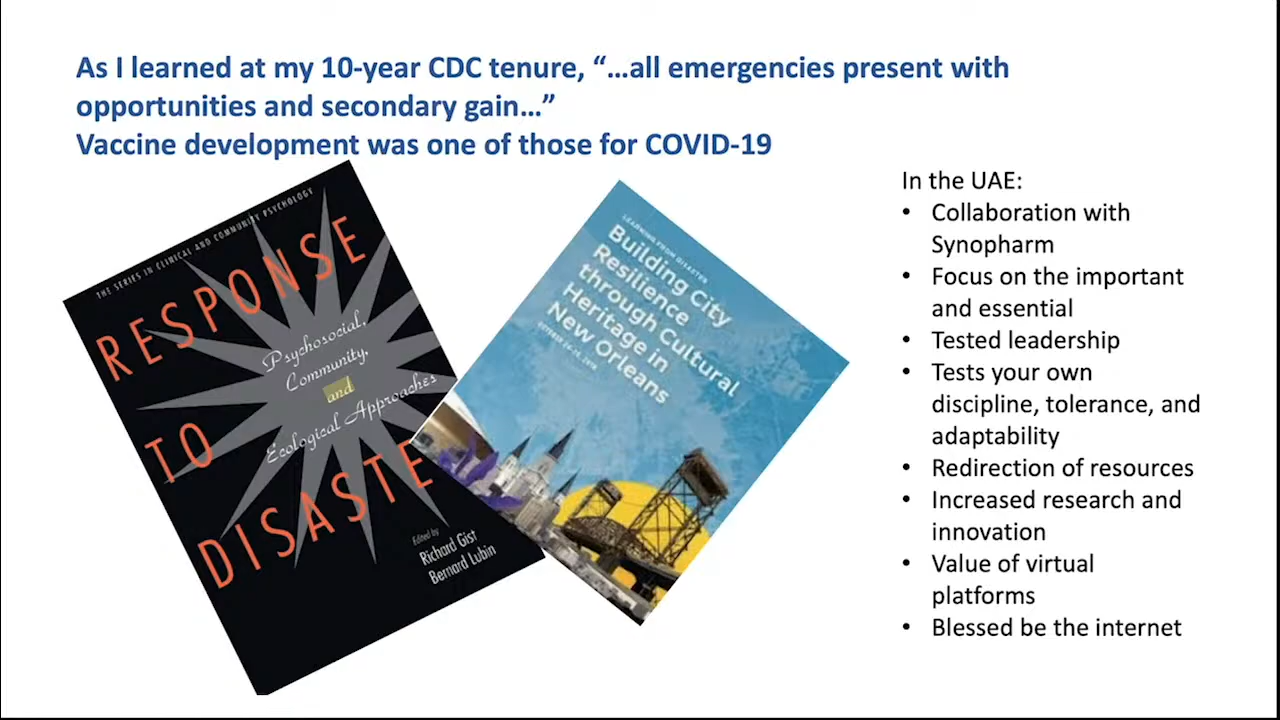 As I learned at my 10-year CDC tenure, “…all emergencies present with
opportunities and secondary gain…”
Vaccine development was one of those for COVID-19
THE SERIES IN CLINICAL AND COMMUNITY PSYCHOLOGY
RESPONSE
TO
DISASTE
Psychosocial,
Community,
and
Ecological Approaches
Edited by
Richard Gist
Bernard Lubin
LEARNING FROM DISASTER
Building City
Resilience
through Cultural
Heritage in
New Orleans
In the UAE:
• Collaboration with
Synopharm
• Focus on the important
and essential
• Tested leadership
• Tests your own
discipline, tolerance, and
adaptability
• Redirection of resources
• Increased research and
innovation
• Value of virtual
platforms
• Blessed be the internet